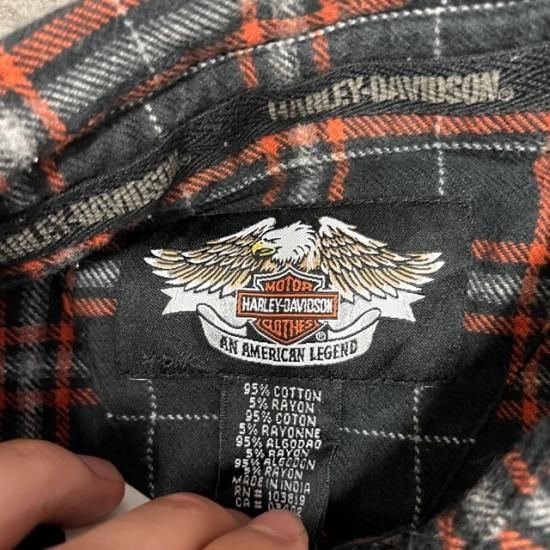 HARLEY-DAVIDSON®
HARLEY-DAVIDSON
MOTOR
HARLEY-DAVIDSON
CLOTHES
®
AN AMERICAN LEGEND
95% COTTON
5% RAYON
95% COTON
5% RAYONNE
95% ALGODAO
5% RAYON
95% ALGODON
5% RAYON
MADE IN INDIA
RN # 103819
CA #